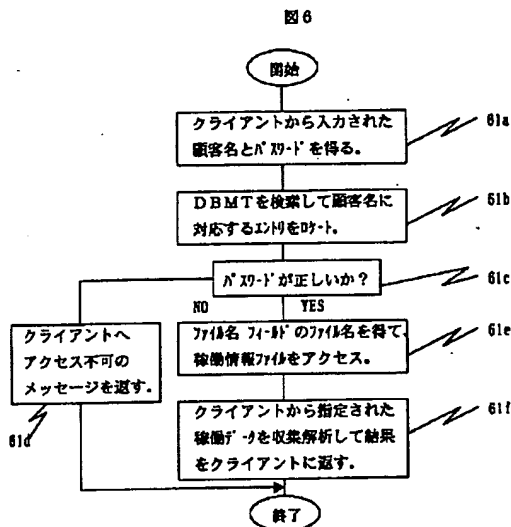 図6
開始
クライアントから入力された
顧客名とパスワードを得る。
61a
DBMTを検索して顧客名に
対応するエントリをロケート。
61b
パスワードが正しいか?
61c
NO
YES
クライアントへ
アクセス不可の
メッセージを返す。
61d
ファイル名 フィールドのファイル名を得て、
稼働情報ファイルをアクセス。
61e
クライアントから指定された
稼働データを収集解析して結果
をクライアントに返す。
61f
終了